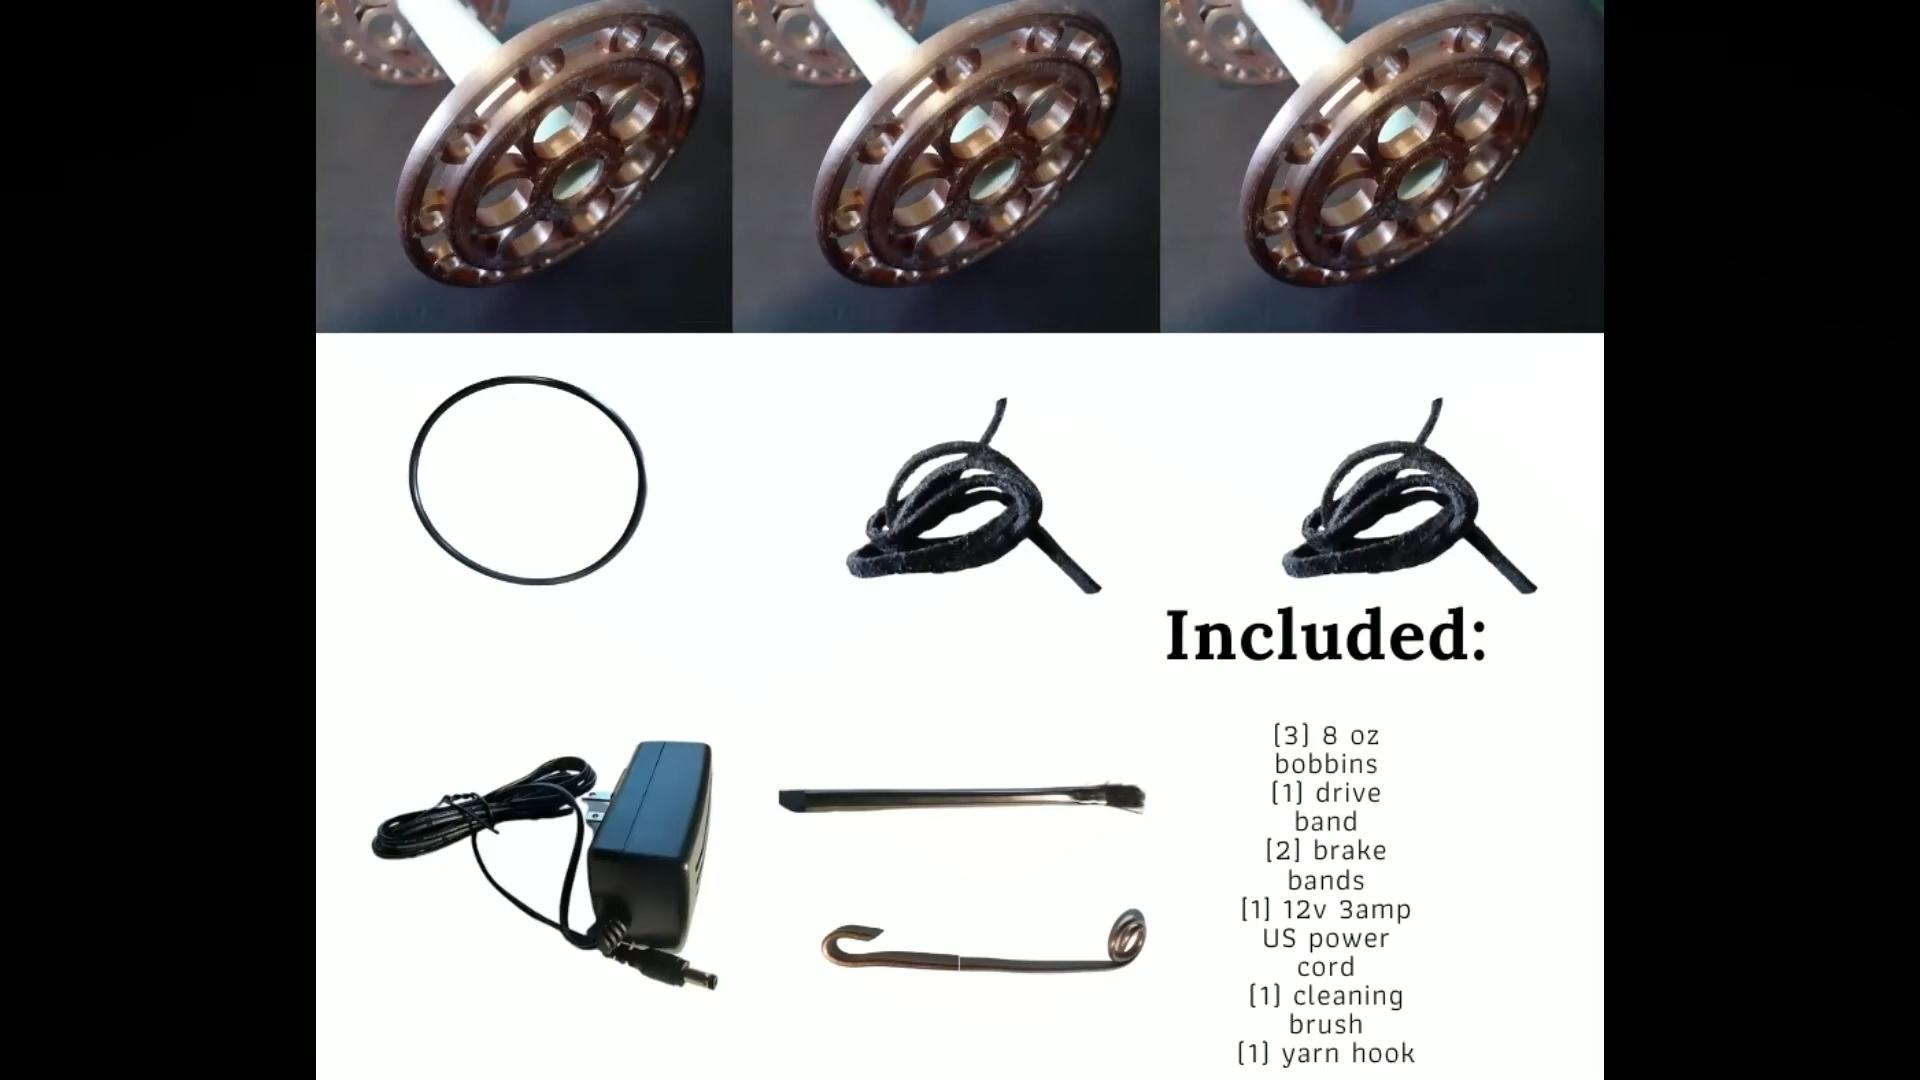 Included:
[3] 8 oz
bobbins
[1] drive
band
[2] brake
bands
[1] 12v 3amp
US power
cord
[1] cleaning
brush
[1] yarn hook